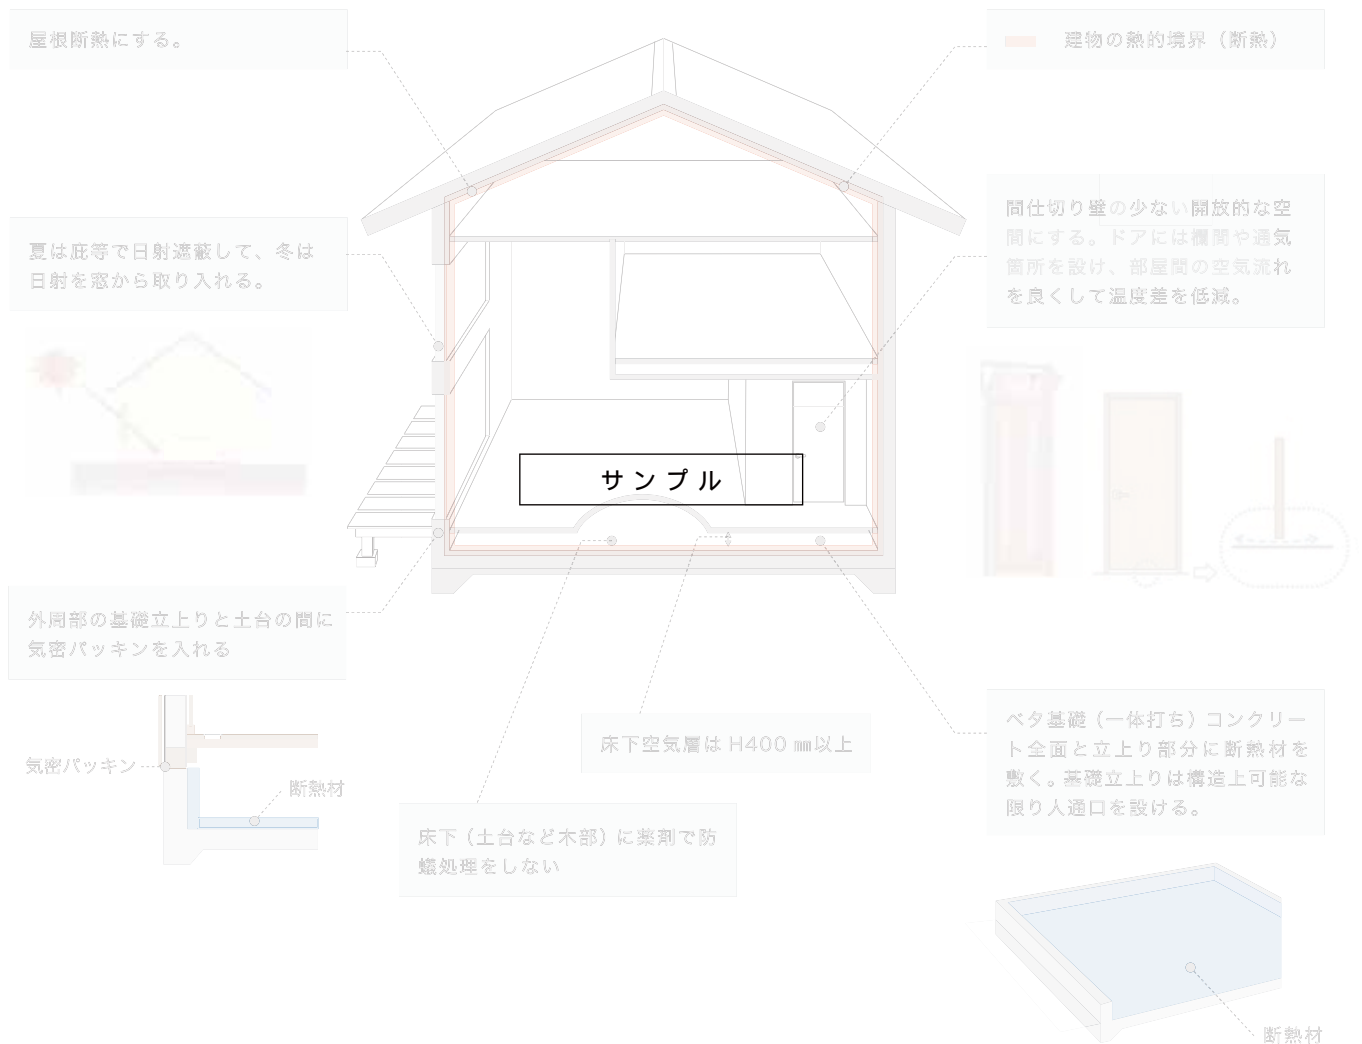 屋根断熱にする。
建物の熱的境界（断熱）
間仕切り壁の少ない開放的な空
間にする。ドアには欄間や通気
箇所を設け、部屋間の空気流れ
を良くして温度差を低減。
夏は庇等で日射遮蔽して、冬は
日射を窓から取り入れる。
サンプル
外周部の基礎立上りと土台の間に
気密パッキンを入れる
気密パッキン
断熱材
床下空気層は H400 ㎜以上
床下（土台など木部）に薬剤で防
蟻処理をしない
ベタ基礎（一体打ち）コンクリー
ト全面と立上り部分に断熱材を
敷く。基礎立上りは構造上可能な
限り人通口を設ける。
断熱材